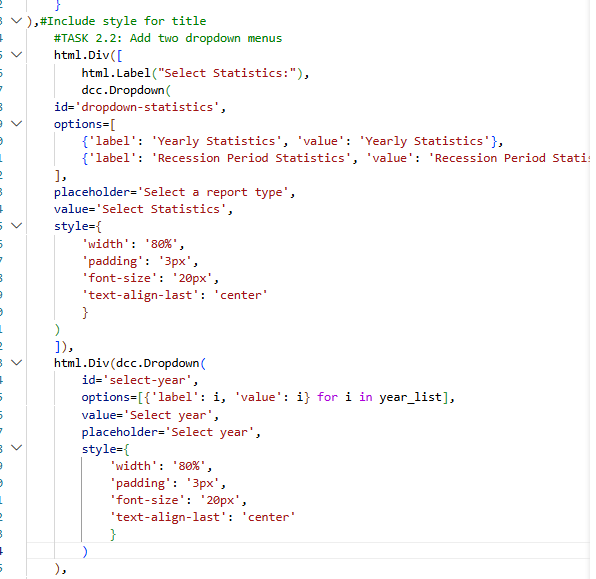 }
),#Include style for title
#TASK 2.2: Add two dropdown menus
html.Div([
html.Label("Select Statistics:"),
dcc.Dropdown(
id='dropdown-statistics',
options=[
{'label': 'Yearly Statistics', 'value': 'Yearly Statistics'},
{'label': 'Recession Period Statistics', 'value': 'Recession Period Statis
],
placeholder='Select a report type',
value='Select Statistics',
style={
'width': '80%',
'padding': '3px',
'font-size': '20px',
'text-align-last': 'center'
}
)
]),
html.Div(dcc.Dropdown(
id='select-year',
options=[{'label': i, 'value': i} for i in year_list],
value='Select year',
placeholder='Select year',
style={
'width': '80%',
'padding': '3px',
'font-size': '20px',
'text-align-last': 'center'
}
)
),